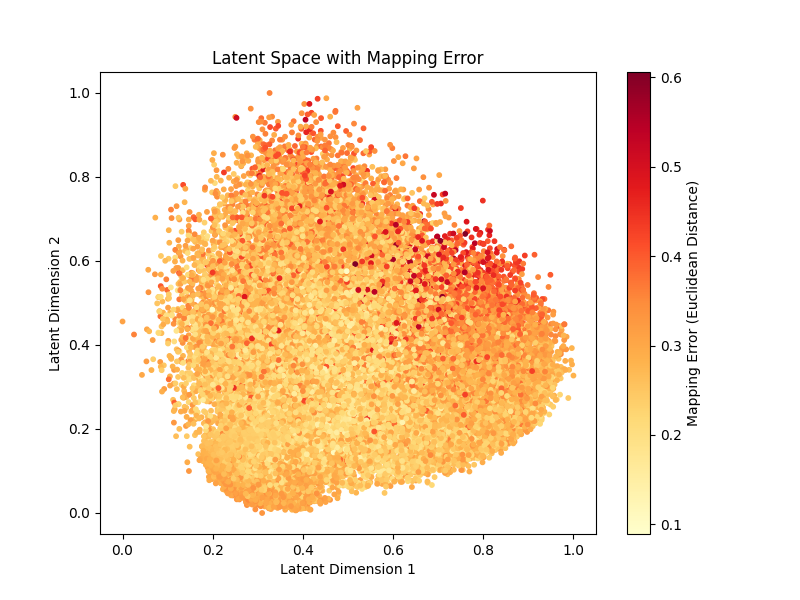 Latent Space with Mapping Error
1.0
0.8
0.6
0.4
0.2
0.0
Latent Dimension 2
0.0 0.2 0.4 0.6 0.8 1.0
Latent Dimension 1
0.6
0.5
0.4
0.3
0.2
0.1
Mapping Error (Euclidean Distance)